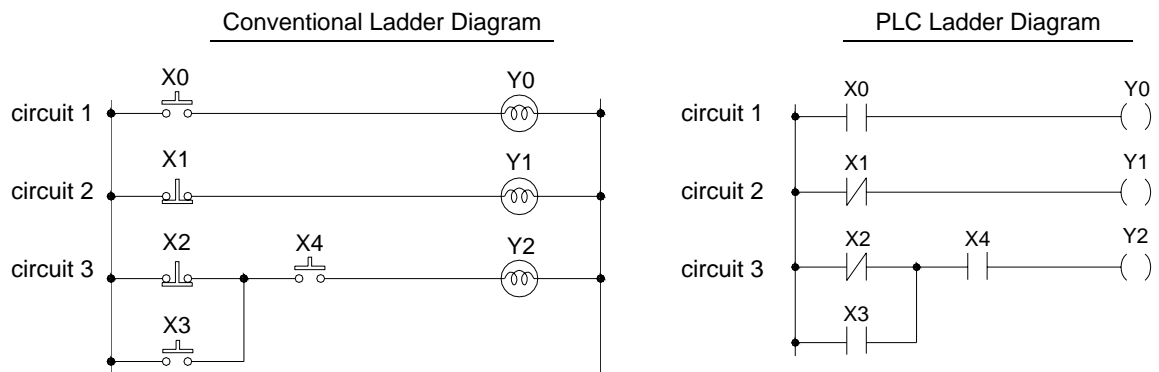 Conventional Ladder Diagram
X0
Y0
circuit 1
X1
Y1
circuit 2
X2
X4
Y2
circuit 3
X3
PLC Ladder Diagram
X0
Y0
circuit 1
X1
Y1
circuit 2
X2
X4
Y2
circuit 3
X3